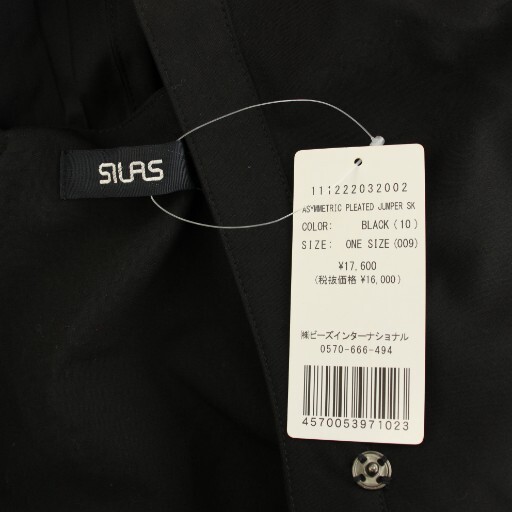 SILAS
11:222032002
ASYMMETRIC PLEATED JUMPER SK
COLOR: BLACK(10)
SIZE: ONE SIZE(009)
¥17,600
(税抜価格 ¥16,000)
㈱ビーズインターナショナル
0570-666-494
4570053971023